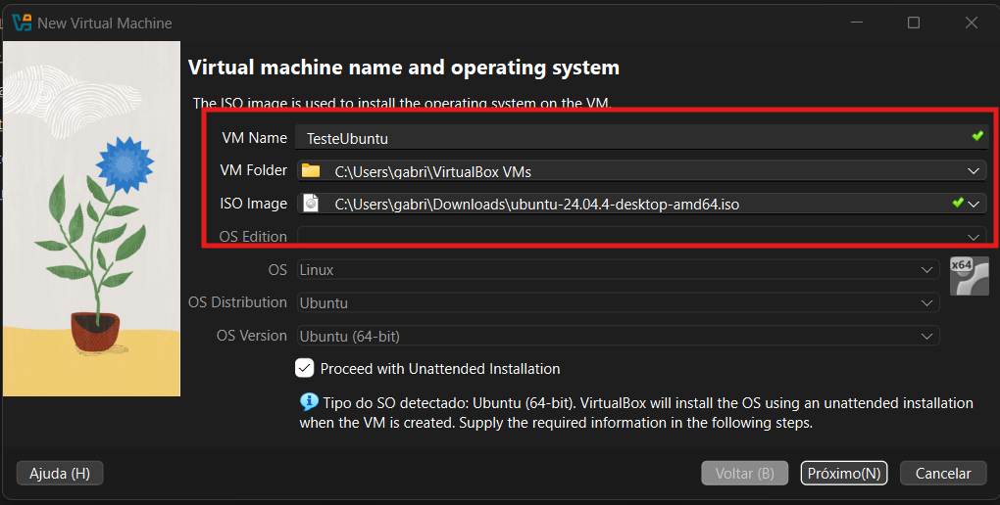 New Virtual Machine
Virtual machine name and operating system
The ISO image is used to install the operating system on the VM.
VM Name TesteUbuntu
VM Folder C:\Users\gabri\VirtualBox VMs
ISO Image C:\Users\gabri\Downloads\ubuntu-24.04.4-desktop-amd64.iso
OS Edition
OS Linux
x64
OS Distribution Ubuntu
OS Version Ubuntu (64-bit)
Proceed with Unattended Installation
Tipo do SO detectado: Ubuntu (64-bit). VirtualBox will install the OS using an unattended installation
when the VM is created. Supply the required information in the following steps.
Ajuda (H) Voltar (B) Próximo(N) Cancelar